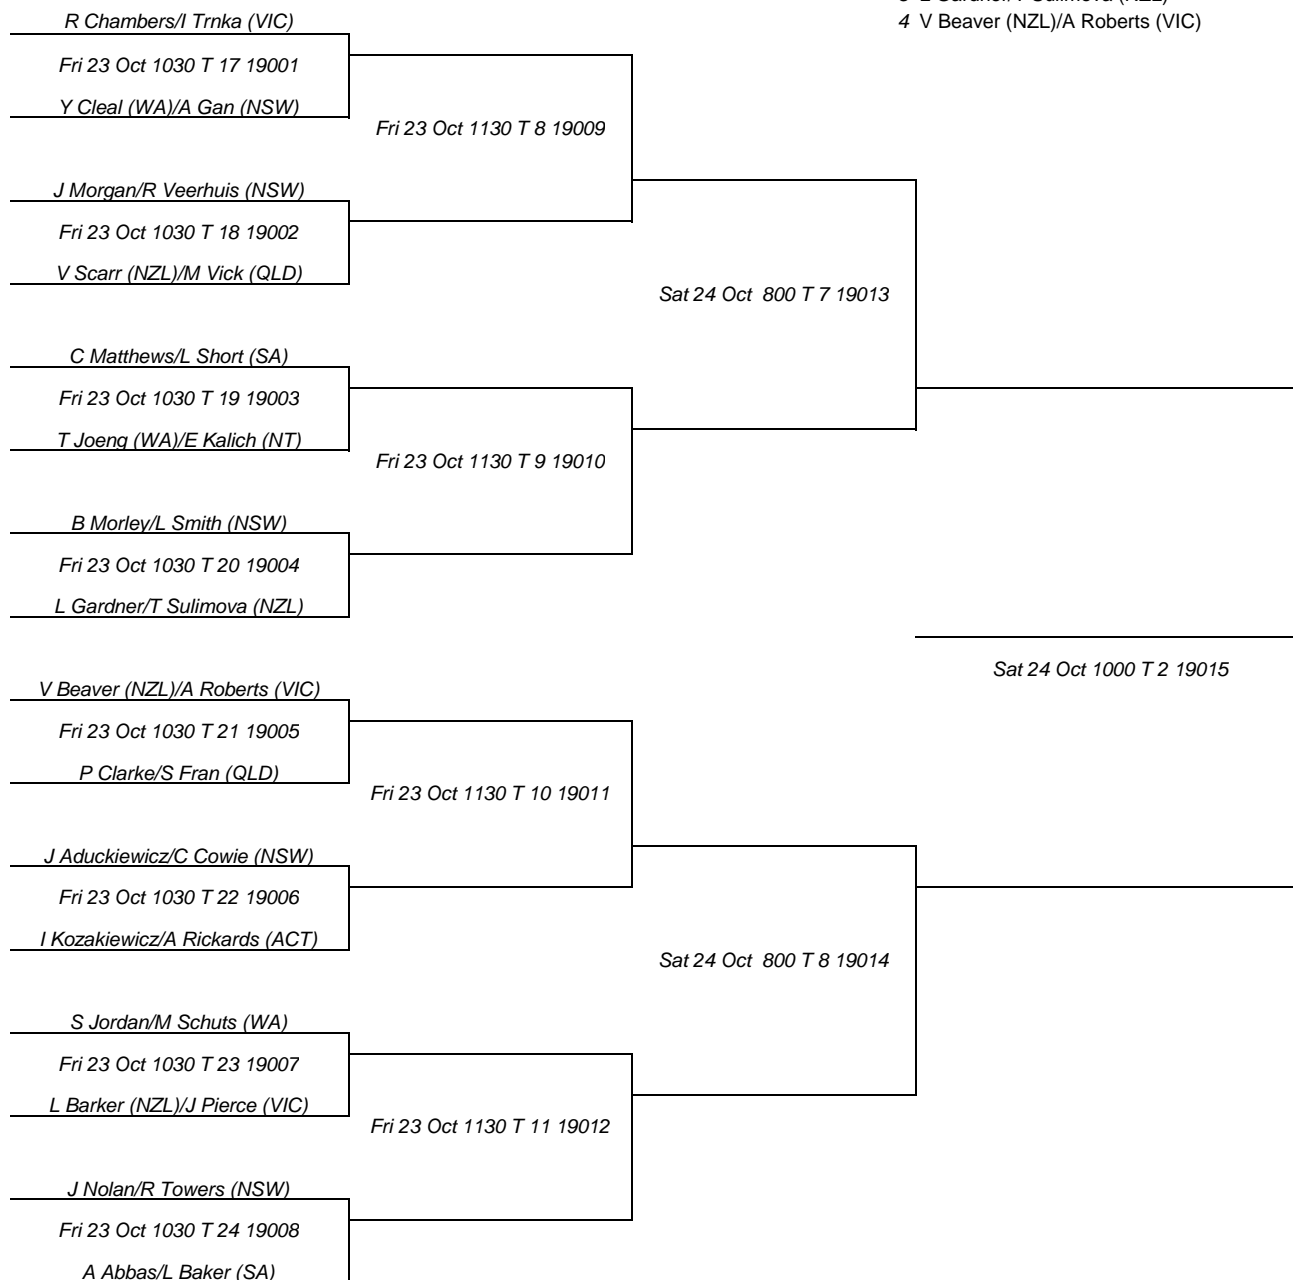 4 V Beaver (NZL)/A Roberts (VIC)
R Chambers/I Trnka (VIC)
Fri 23 Oct 1030 T 17 19001
Y Cleal (WA)/A Gan (NSW)
Fri 23 Oct 1130 T 8 19009
J Morgan/R Veerhuis (NSW)
Fri 23 Oct 1030 T 18 19002
V Scarr (NZL)/M Vick (QLD)
Sat 24 Oct 800 T 7 19013
C Matthews/L Short (SA)
Fri 23 Oct 1030 T 19 19003
T Joeng (WA)/E Kalich (NT)
Fri 23 Oct 1130 T 9 19010
B Morley/L Smith (NSW)
Fri 23 Oct 1030 T 20 19004
L Gardner/T Sulimova (NZL)
Sat 24 Oct 1000 T 2 19015
V Beaver (NZL)/A Roberts (VIC)
Fri 23 Oct 1030 T 21 19005
P Clarke/S Fran (QLD)
Fri 23 Oct 1130 T 10 19011
J Aduckiewicz/C Cowie (NSW)
Fri 23 Oct 1030 T 22 19006
I Kozakiewicz/A Rickards (ACT)
Sat 24 Oct 800 T 8 19014
S Jordan/M Schuts (WA)
Fri 23 Oct 1030 T 23 19007
L Barker (NZL)/J Pierce (VIC)
Fri 23 Oct 1130 T 11 19012
J Nolan/R Towers (NSW)
Fri 23 Oct 1030 T 24 19008
A Abbas/L Baker (SA)